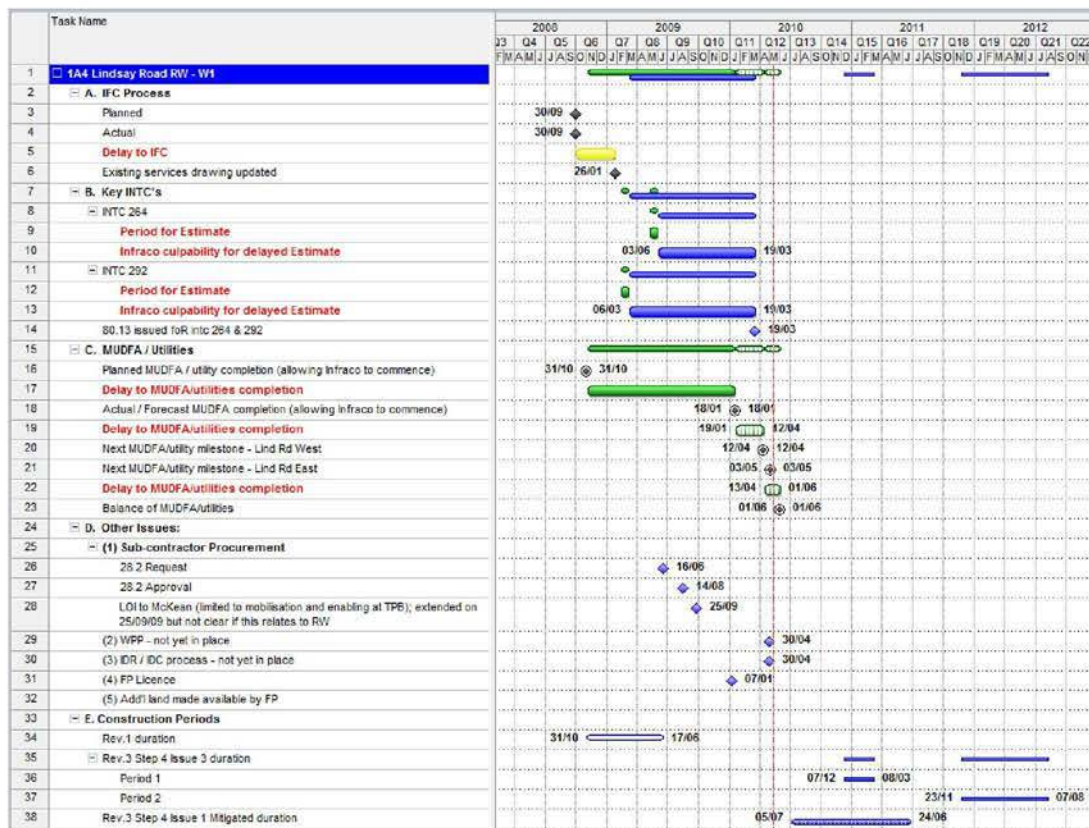 Task Name
2008 2009 2010 2011 2012
Q3 Q4 Q5 Q6 Q7 Q8 Q9 Q10 Q11 Q12 Q13 Q14 Q15 Q16 Q17 Q18 Q19 Q20 Q21 Q22
F M A M J J A S O N D J F M A M J J A S O N D J F M A M J J A S O N D J F M A M J J A S O N D J F M A M J J A S O N
1 1A4 Lindsay Road RW - W1
2 A. IFC Process
3 Planned 30/09
4 Actual 30/09
5 Delay to IFC
6 Existing services drawing updated 26/01
7 B. Key INTC's
8 INTC 264
9 Period for Estimate
10 Infraco culpability for delayed Estimate 03/06 19/03
11 INTC 292
12 Period for Estimate
13 Infraco culpability for delayed Estimate 06/03 19/03
14 80.13 issued foR intc 264 & 292 19/03
15 C. MUDFA / Utilities
16 Planned MUDFA / utility completion (allowing Infraco to commence) 31/10 31/10
17 Delay to MUDFA/utilities completion
18 Actual / Forecast MUDFA completion (allowing Infraco to commence) 18/01 18/01
19 Delay to MUDFA/utilities completion 19/01 12/04
20 Next MUDFA/utility milestone - Lind Rd West 12/04 12/04
21 Next MUDFA/utility milestone - Lind Rd East 03/05 03/05
22 Delay to MUDFA/utilities completion 13/04 01/06
23 Balance of MUDFA/utilities 01/06 01/06
24 D. Other Issues:
25 (1) Sub-contractor Procurement
26 28.2 Request 16/06
27 28.2 Approval 14/08
28 LOI to McKean (limited to mobilisation and enabling at TPB); extended on 25/09
25/09/09 but not clear if this relates to RW
29 (2) WPP - not yet in place 30/04
30 (3) IDR / IDC process - not yet in place 30/04
31 (4) FP Licence 07/01
32 (5) Add'l land made available by FP
33 E. Construction Periods
34 Rev.1 duration 31/10 17/06
35 Rev.3 Step 4 Issue 3 duration
36 Period 1 07/12 08/03
37 Period 2 23/11 07/08
38 Rev.3 Step 4 Issue 1 Mitigated duration 05/07 24/06